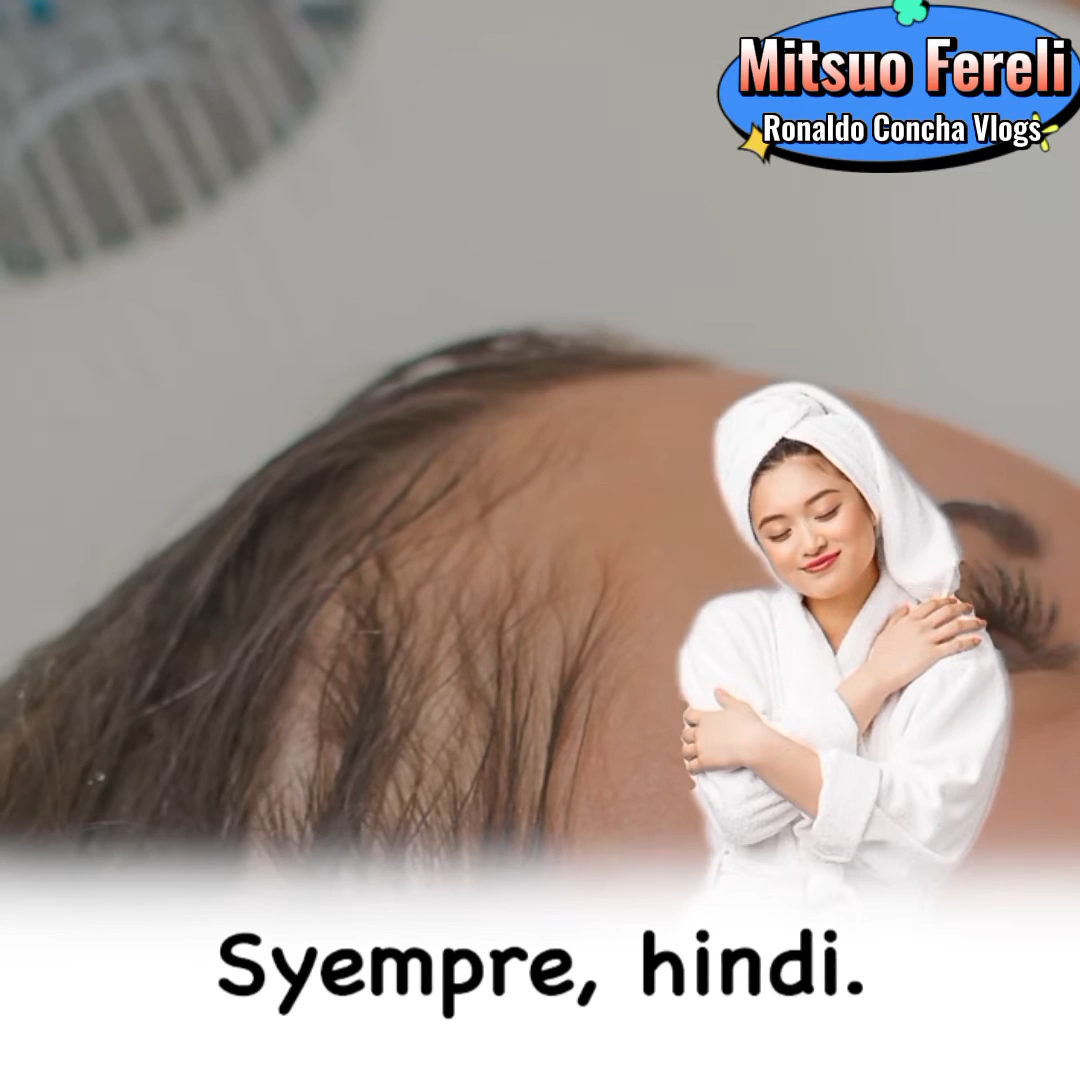 Mitsuo Fereli
Ronaldo Concha Vlogs
Syempre, hindi.